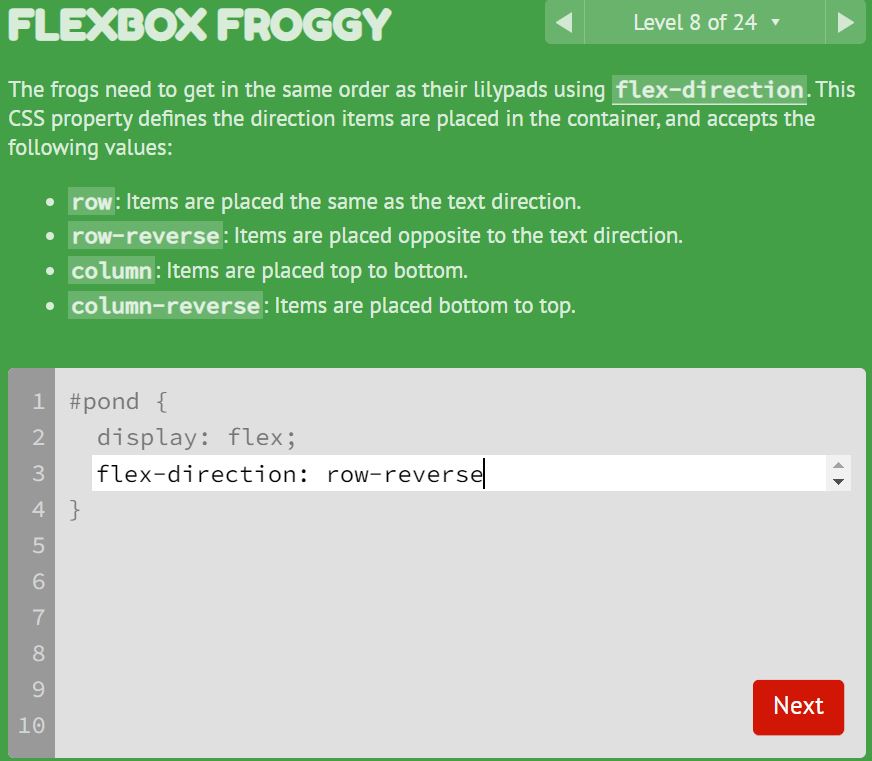 FLEXBOX FROGGY
Level 8 of 24
The frogs need to get in the same order as their lilypads using flex-direction. This
CSS property defines the direction items are placed in the container, and accepts the
following values:
row: Items are placed the same as the text direction.
row-reverse: Items are placed opposite to the text direction.
column: Items are placed top to bottom.
column-reverse: Items are placed bottom to top.
1 #pond {
2 display: flex;
3 flex-direction: row-reverse
4 }
5
6
7
8
9
10
Next